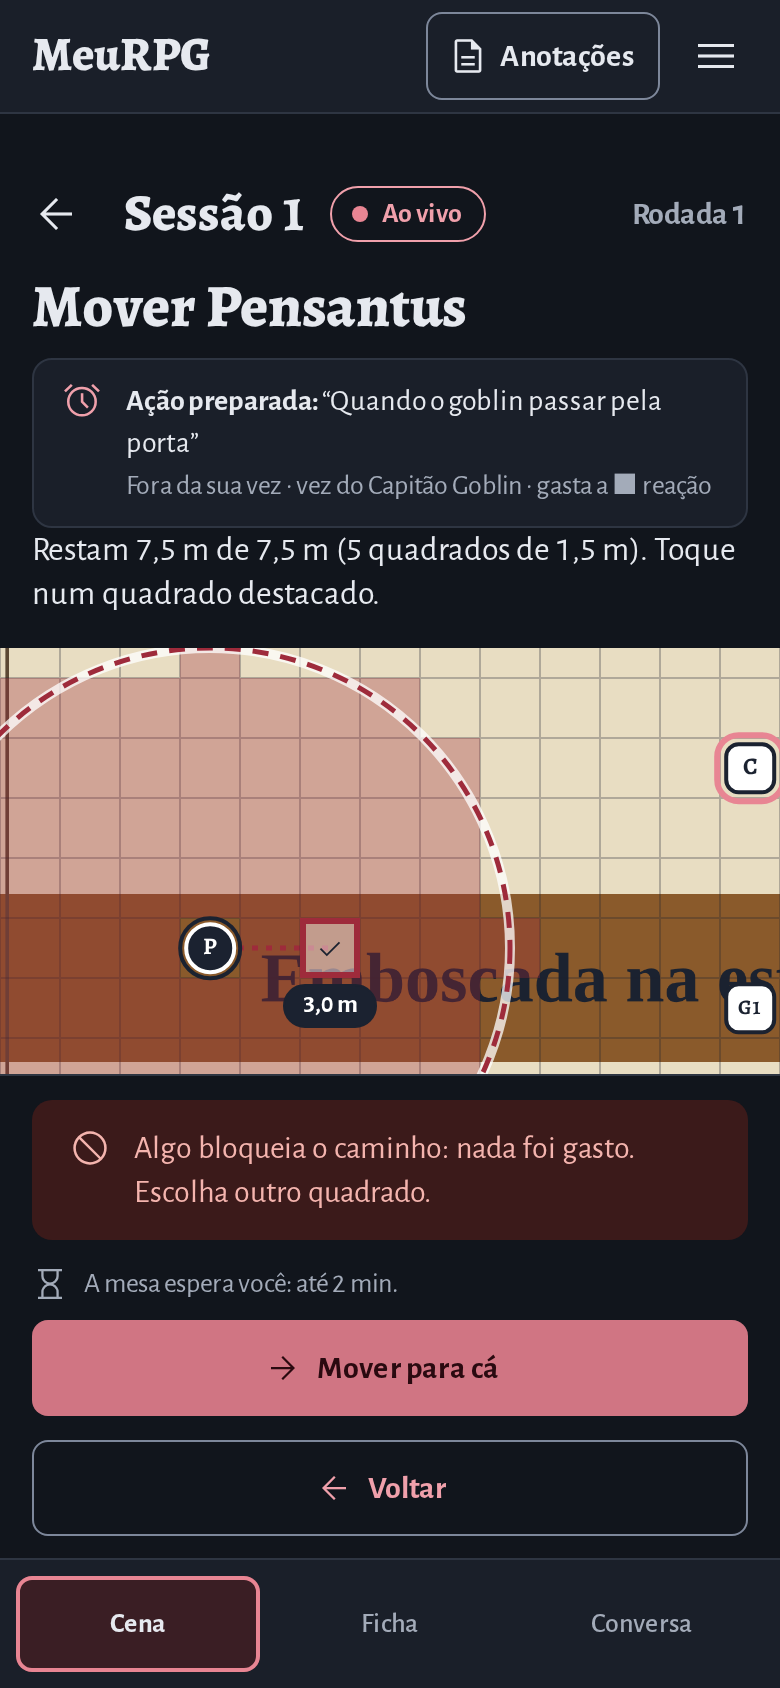 MeuRPG
Anotações
Sessão 1
Ao vivo
Rodada 1
Mover Pensantus
Ação preparada: “Quando o goblin passar pela
porta”
Fora da sua vez · vez do Capitão Goblin · gasta a ■ reação
Restam 7,5 m de 7,5 m (5 quadrados de 1,5 m). Toque
num quadrado destacado.
C
P
Emboscada na est
G1
3,0 m
Algo bloqueia o caminho: nada foi gasto.
Escolha outro quadrado.
A mesa espera você: até 2 min.
Mover para cá
Voltar
Cena
Ficha
Conversa